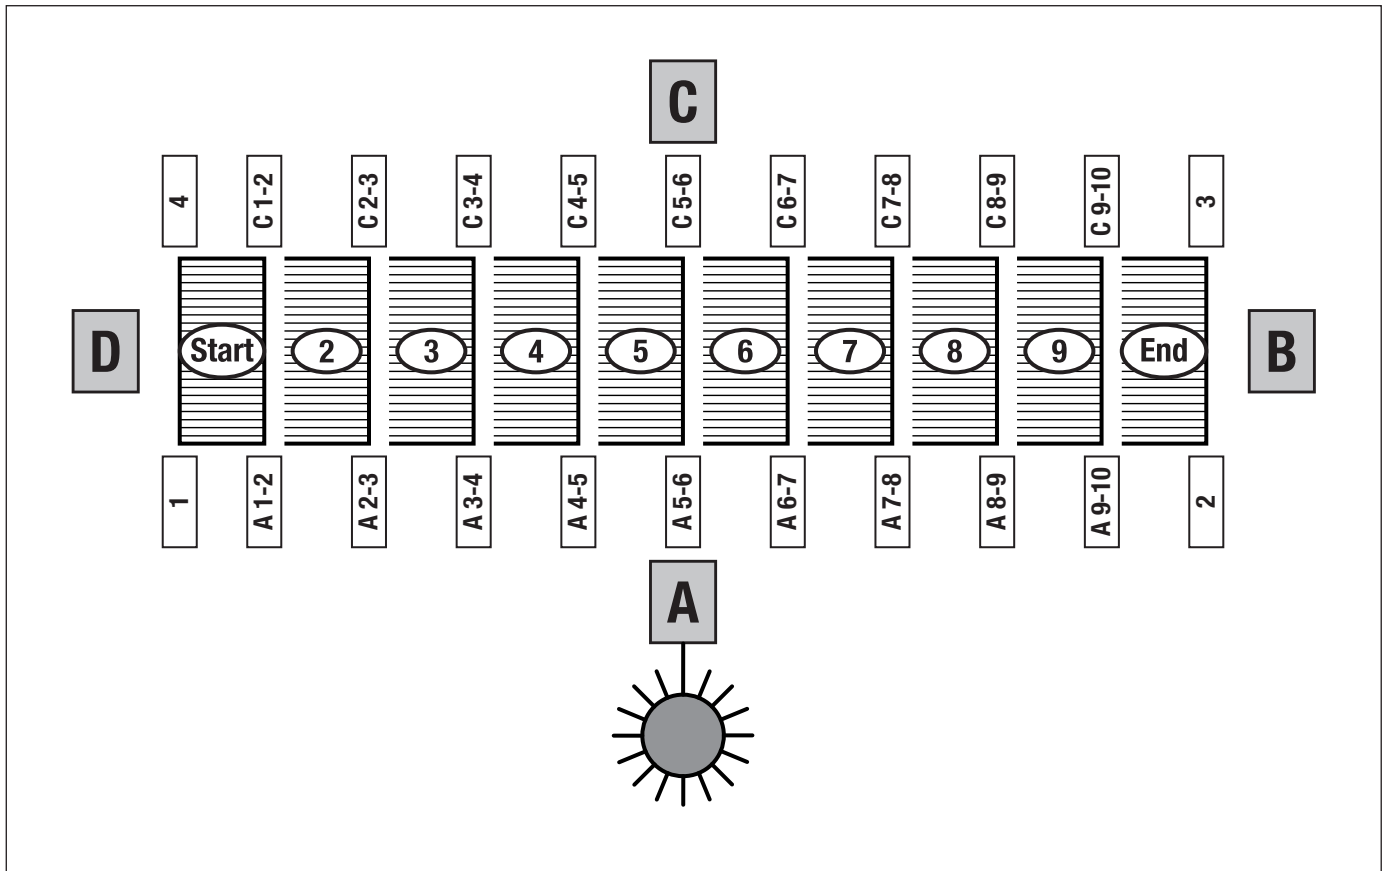 C
4
C 1-2
C 2-3
C 3-4
C 4-5
C 5-6
C 6-7
C 7-8
C 8-9
C 9-10
3
D
Start
2
3
4
5
6
7
8
9
End
B
1
A 1-2
A 2-3
A 3-4
A 4-5
A 5-6
A 6-7
A 7-8
A 8-9
A 9-10
2
A